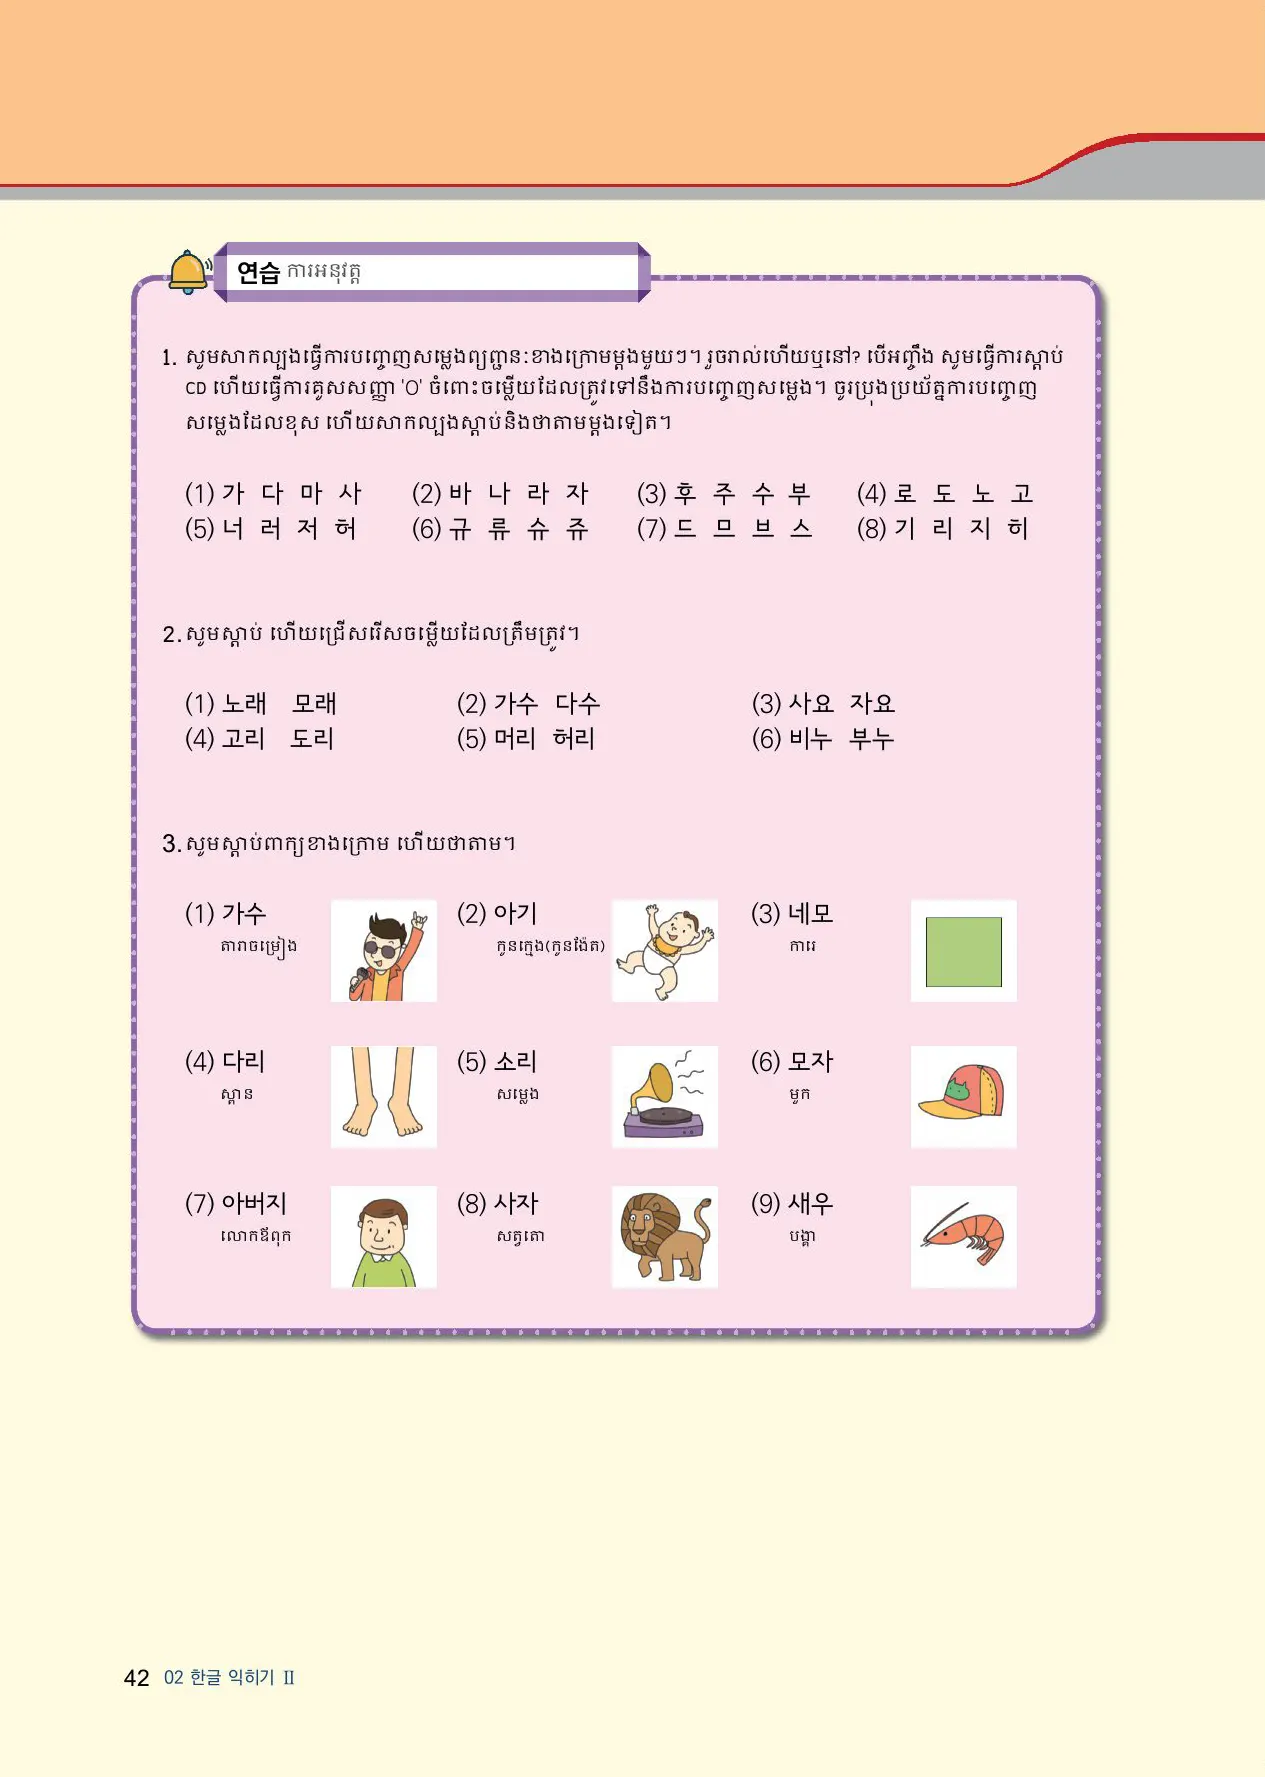 연습 ការអនុវត្ត
1. សូមសាកល្បងធ្វើការបញ្ចេញសម្លេងព្យញ្ជានៈខាងក្រោមម្តងមួយៗ។ រួចរាល់ហើយឬនៅ? បើអញ្ចឹង សូមធ្វើការស្តាប់
CD ហើយធ្វើការគូសសញ្ញា 'O' ចំពោះចម្លើយដែលត្រូវទៅនឹងការបញ្ចេញសម្លេង។ ចូរប្រុងប្រយ័ត្នការបញ្ចេញ
សម្លេងដែលខុស ហើយសាកល្បងស្តាប់និងថាតាមម្តងទៀត។
(1) 가 다 마 사 (2) 바 나 라 자 (3) 후 주 수 부 (4) 로 도 노 고
(5) 너 러 저 허 (6) 규 류 슈 쥬 (7) 드 므 브 스 (8) 기 리 지 히
2. សូមស្តាប់ ហើយជ្រើសរើសចម្លើយដែលត្រឹមត្រូវ។
(1) 노래 모래 (2) 가수 다수 (3) 사요 자요
(4) 고리 도리 (5) 머리 허리 (6) 비누 부누
3. សូមស្តាប់ពាក្យខាងក្រោម ហើយថាតាម។
(1) 가수 (2) 아기 (3) 네모
តារាចម្រៀង កូនក្មេង(កូនង៉ែត) ការេ
(4) 다리 (5) 소리 (6) 모자
ស្តាន សម្លេង មួក
(7) 아버지 (8) 사자 (9) 새우
លោកឪពុក សត្វតោ បង្គា
42 02 한글 익히기 Ⅱ